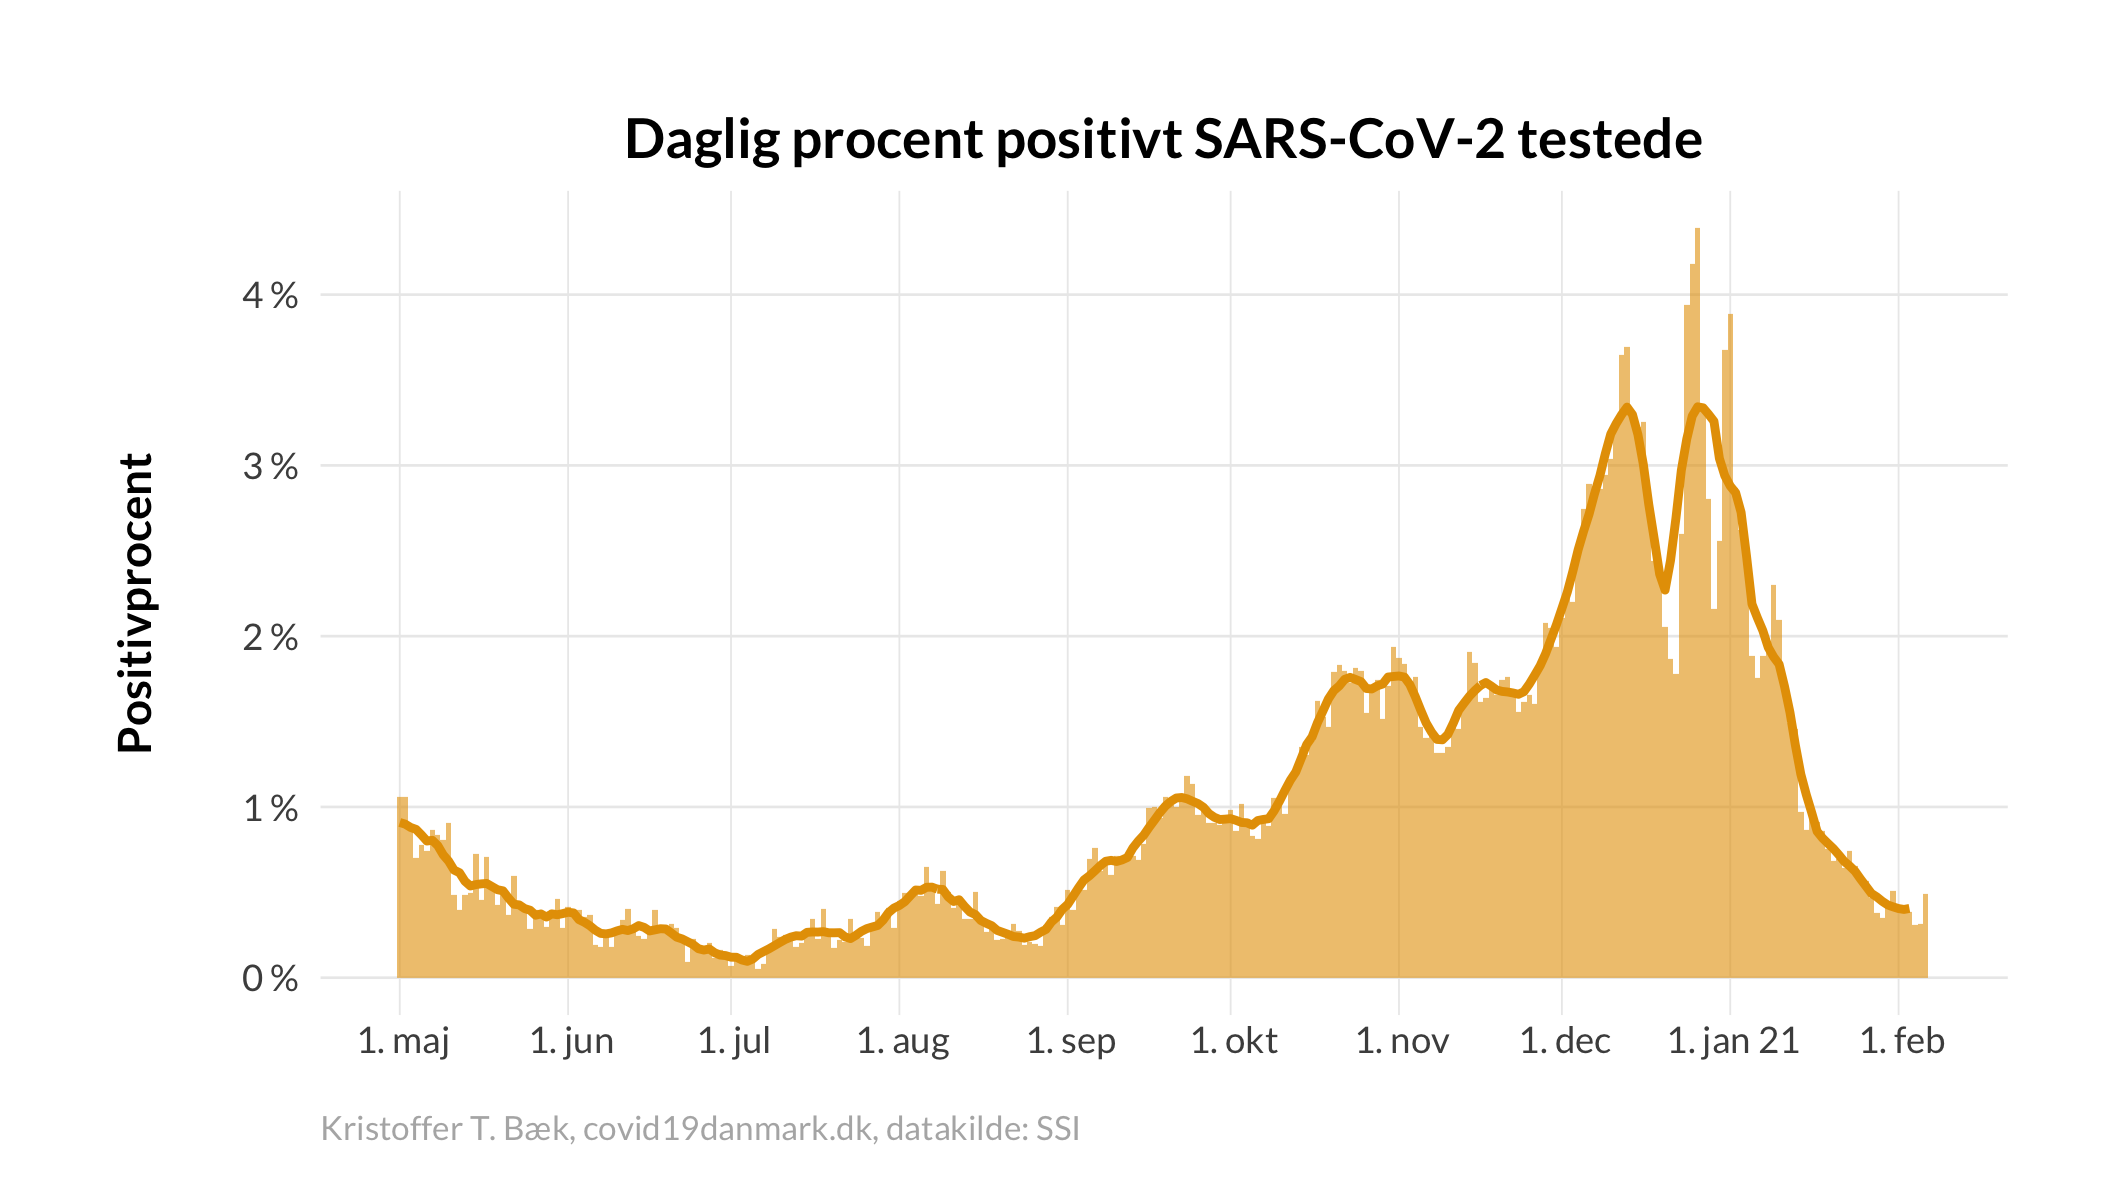 Daglig procent positivt SARS-CoV-2 testede
Positivprocent
4 %
3 %
2 %
1 %
0 %
1. maj 1. jun 1. jul 1. aug 1. sep 1. okt 1. nov 1. dec 1. jan 21 1. feb
Kristoffer T. Bæk, covid19danmark.dk, datakilde: SSI